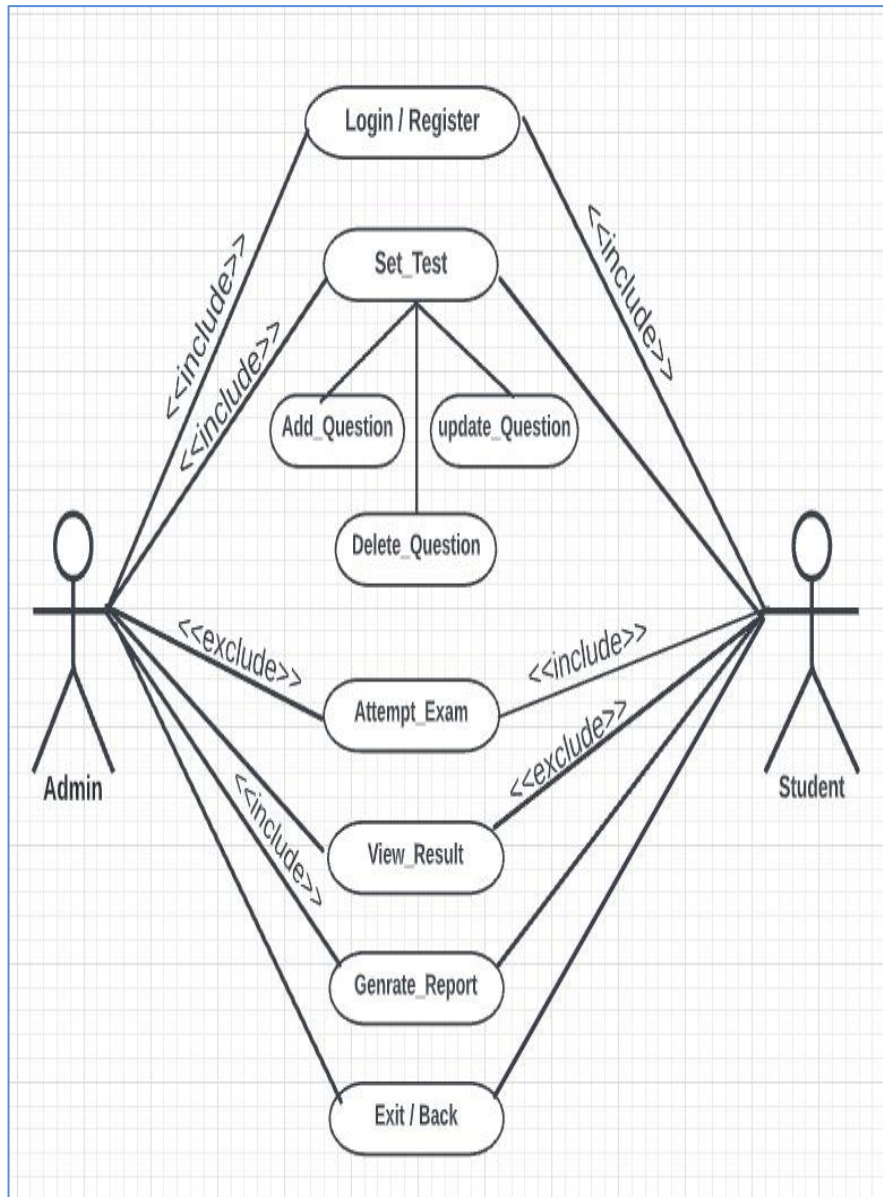 Login / Register
<<include>>
<<include>>
Set_Test
<<include>>
Add_Question
update_Question
Delete_Question
<<exclude>>
<<include>>
Attempt_Exam
<<exclude>>
Admin
Student
<<include>>
View_Result
Genrate_Report
Exit / Back